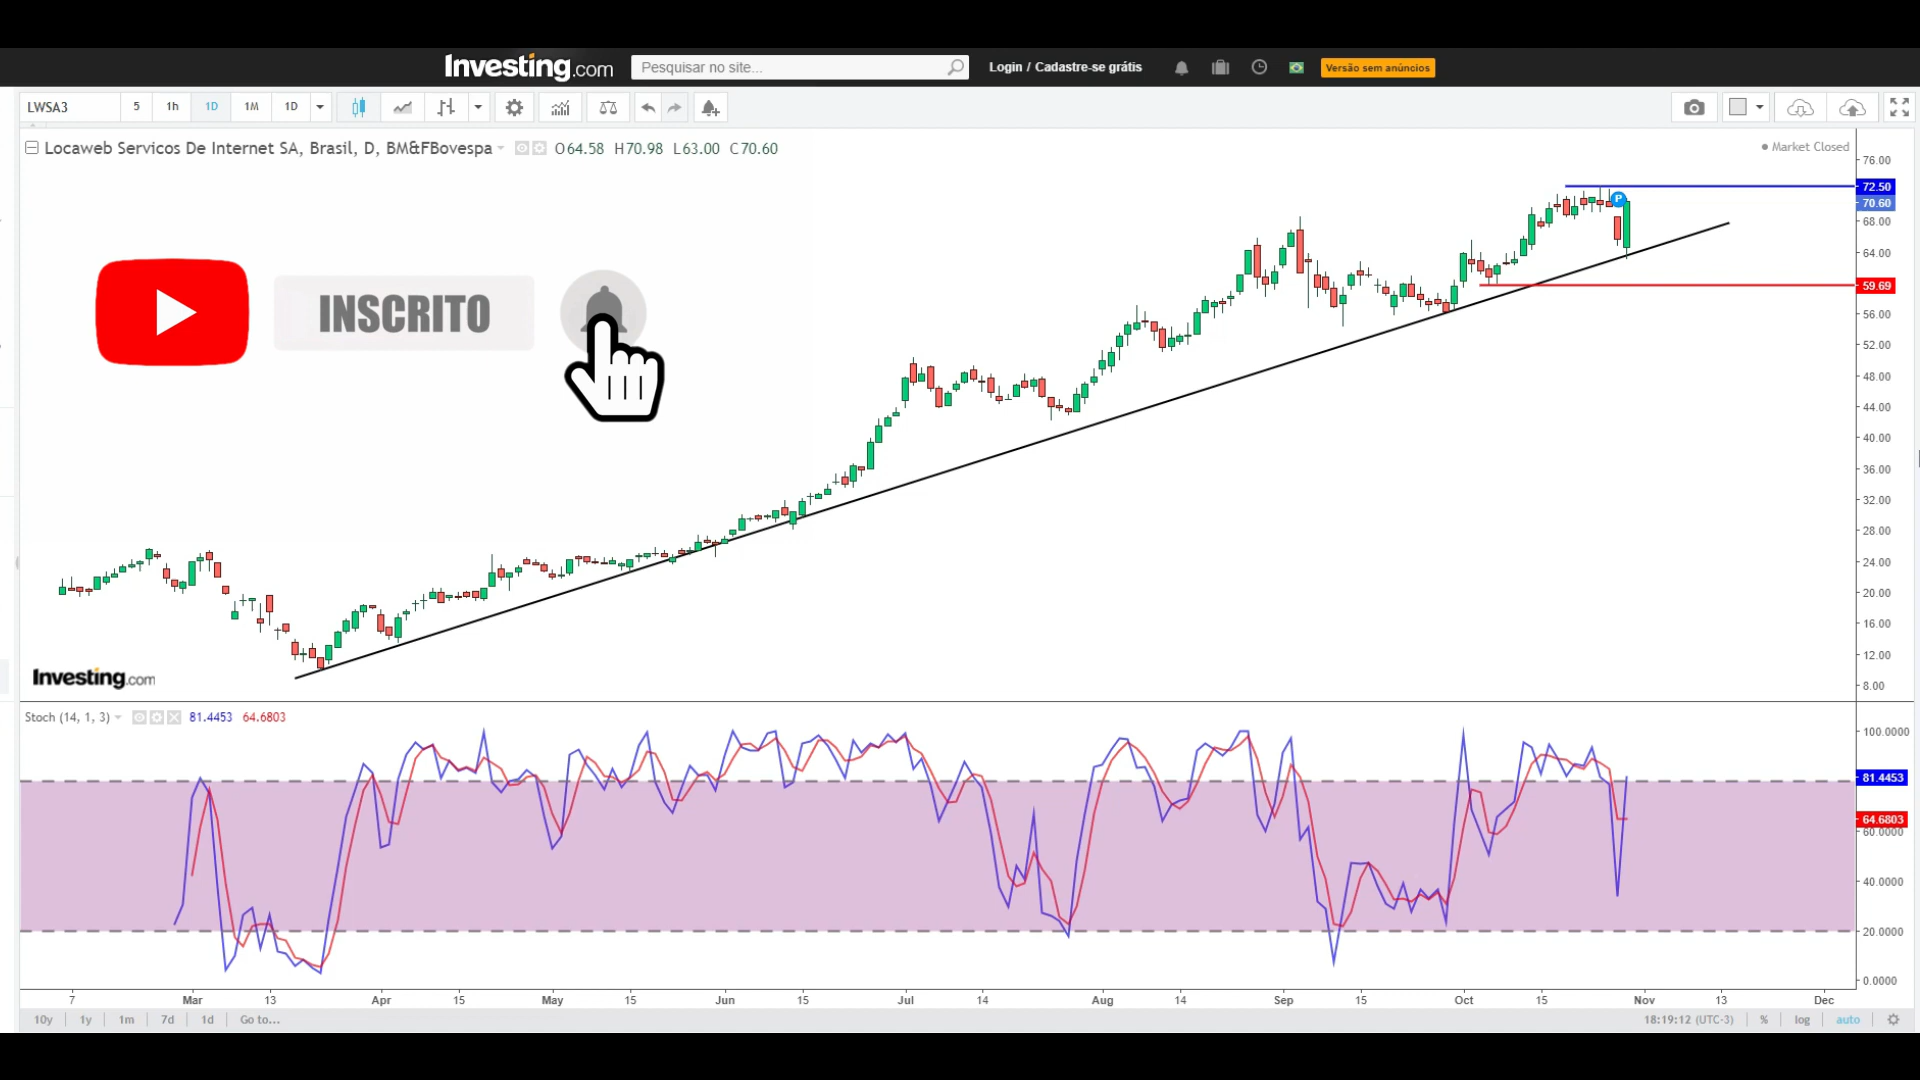 Investing.com
Pesquisar no site...
Login / Cadastre-se grátis
Versão sem anúncios
LWSA3 5 1h 1D 1M 1D
Locaweb Servicos De Internet SA, Brasil, D, BM&FBovespa O64.58 H70.98 L63.00 C70.60
Market Closed
76.00
72.50
70.60
68.00
64.00
59.69
56.00
52.00
48.00
44.00
40.00
36.00
32.00
28.00
24.00
20.00
16.00
12.00
8.00
P
INSCRITO
Investing.com
Stoch (14, 1, 3) 81.4453 64.6803
100.0000
81.4453
64.6803
60.0000
40.0000
20.0000
0.0000
7 Mar 13 Apr 15 May 15 Jun 15 Jul 14 Aug 14 Sep 15 Oct 15 Nov 13 Dec
10y 1y 1m 7d 1d Go to... 18:19:12 (UTC-3) % log auto